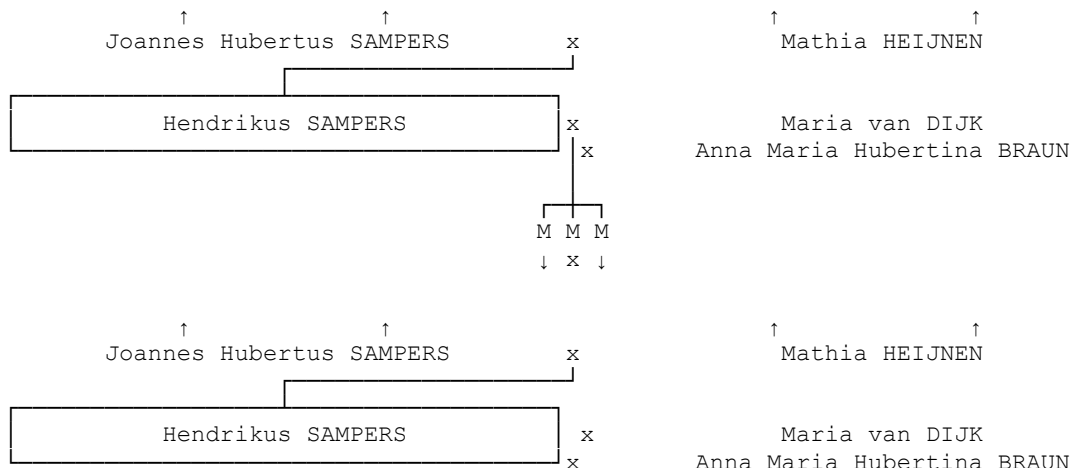 ↑ ↑ ↑ ↑
Joannes Hubertus SAMPERS x Mathia HEIJNEN
Hendrikus SAMPERS x Maria van DIJK
x Anna Maria Hubertina BRAUN
M M M
↓ x ↓
↑ ↑ ↑ ↑
Joannes Hubertus SAMPERS x Mathia HEIJNEN
Hendrikus SAMPERS x Maria van DIJK
x Anna Maria Hubertina BRAUN